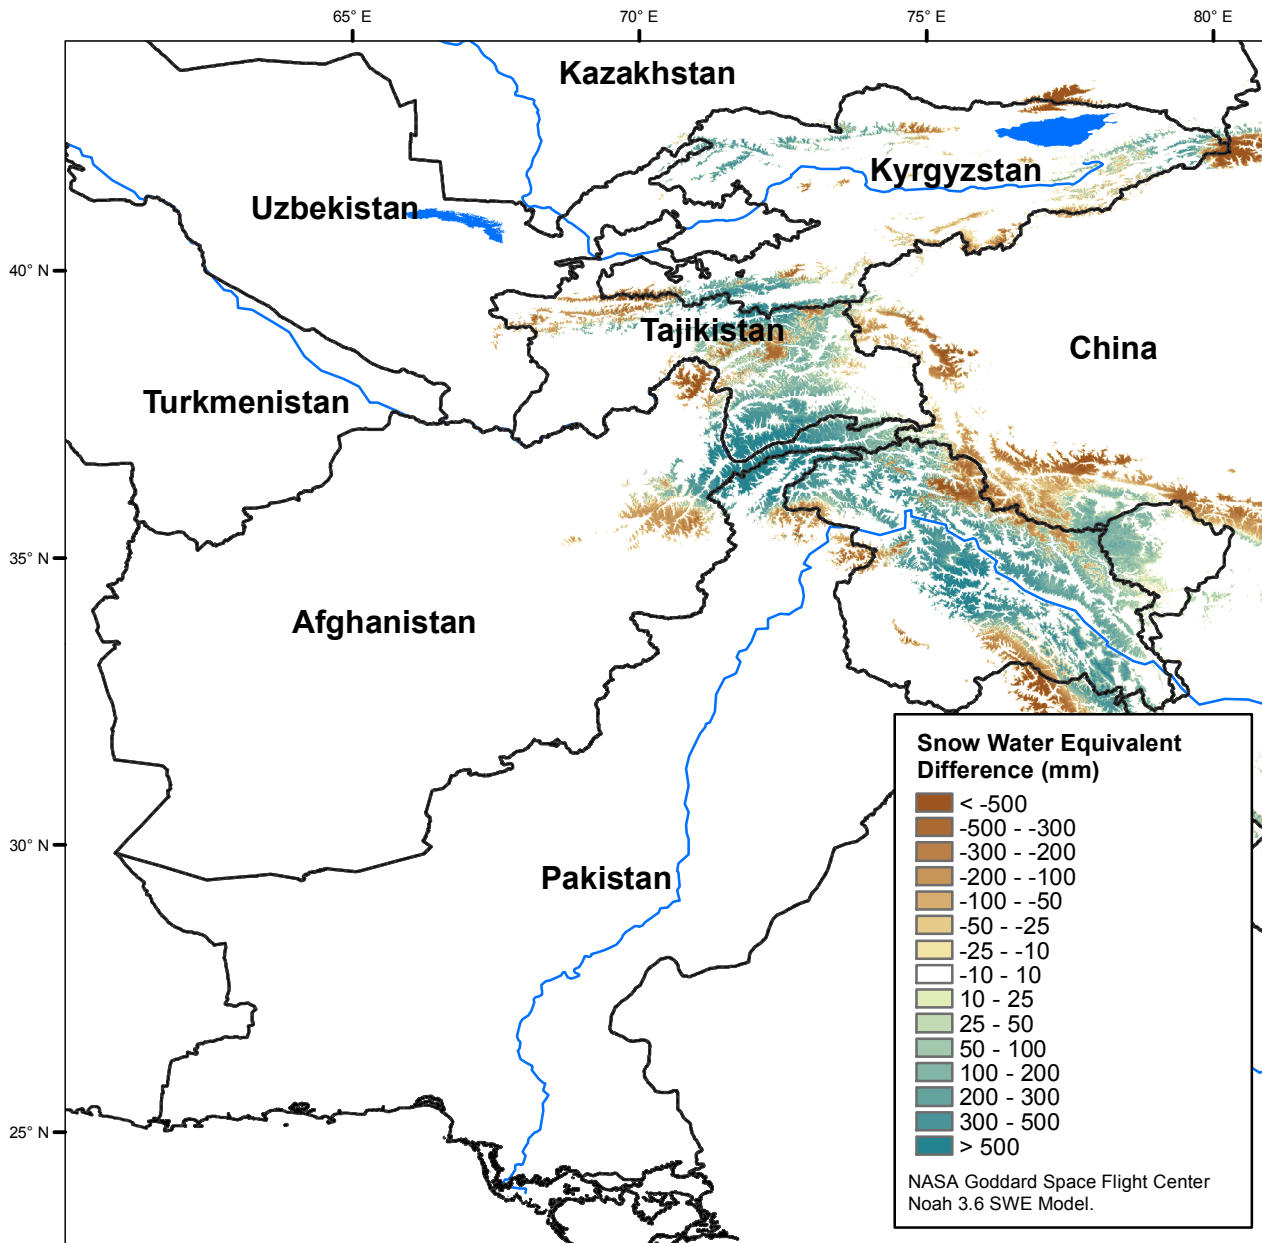 65° E
70° E
75° E
80° E
Kazakhstan
Kyrgyzstan
Uzbekistan
40° N
Tajikistan
China
Turkmenistan
35° N
Afghanistan
30° N
Pakistan
25° N
Snow Water Equivalent
Difference (mm)
< -500
-500 - -300
-300 - -200
-200 - -100
-100 - -50
-50 - -25
-25 - -10
-10 - 10
10 - 25
25 - 50
50 - 100
100 - 200
200 - 300
300 - 500
> 500
NASA Goddard Space Flight Center
Noah 3.6 SWE Model.